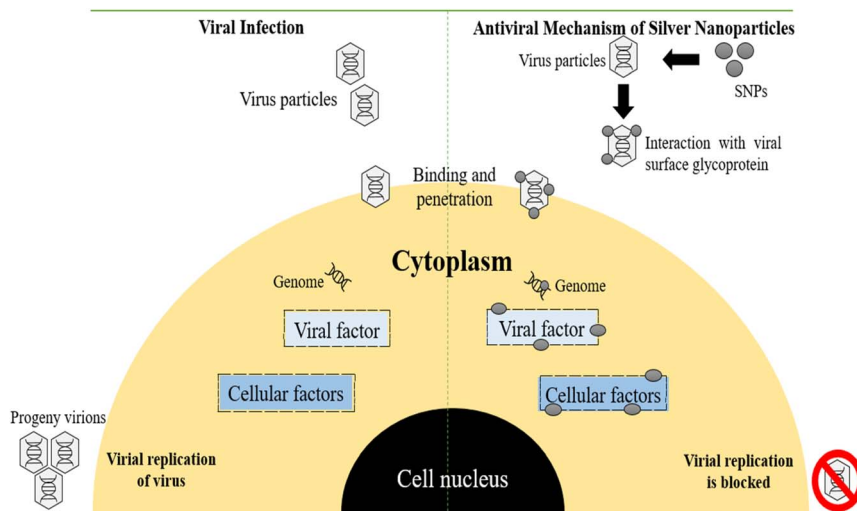 Viral Infection
Antiviral Mechanism of Silver Nanoparticles
Virus particles
SNPs
Virus particles
Interaction with viral
surface glycoprotein
Binding and
penetration
Cytoplasm
Genome
Genome
Viral factor
Viral factor
Cellular factors
Cellular factors
Progeny virions
Virial replication
of virus
Cell nucleus
Virial replication
is blocked